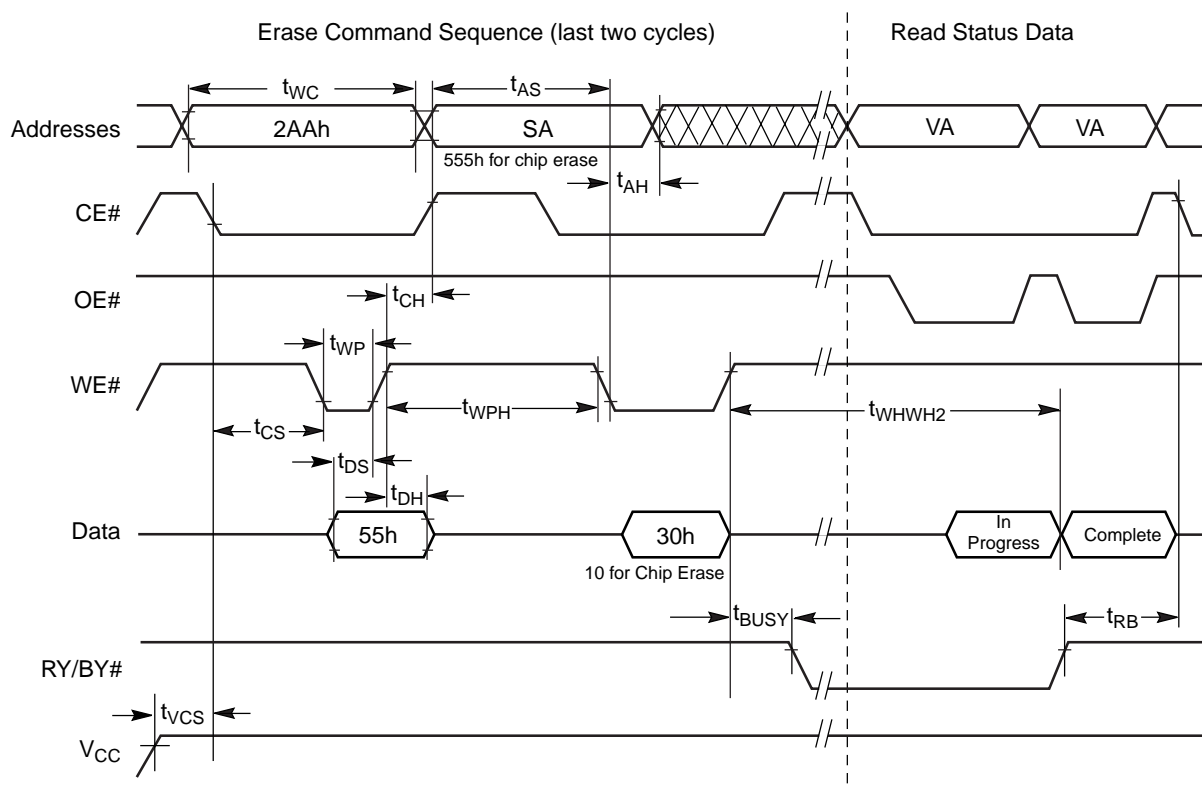 Erase Command Sequence (last two cycles)
Read Status Data
tWC
tAS
Addresses
2AAh
SA
VA
VA
555h for chip erase
tAH
CE#
OE#
tCH
tWP
WE#
tWPH
tWHWH2
tCS
tDS
tDH
Data
55h
30h
In
Progress
Complete
10 for Chip Erase
tBUSY
tRB
RY/BY#
tVCS
VCC